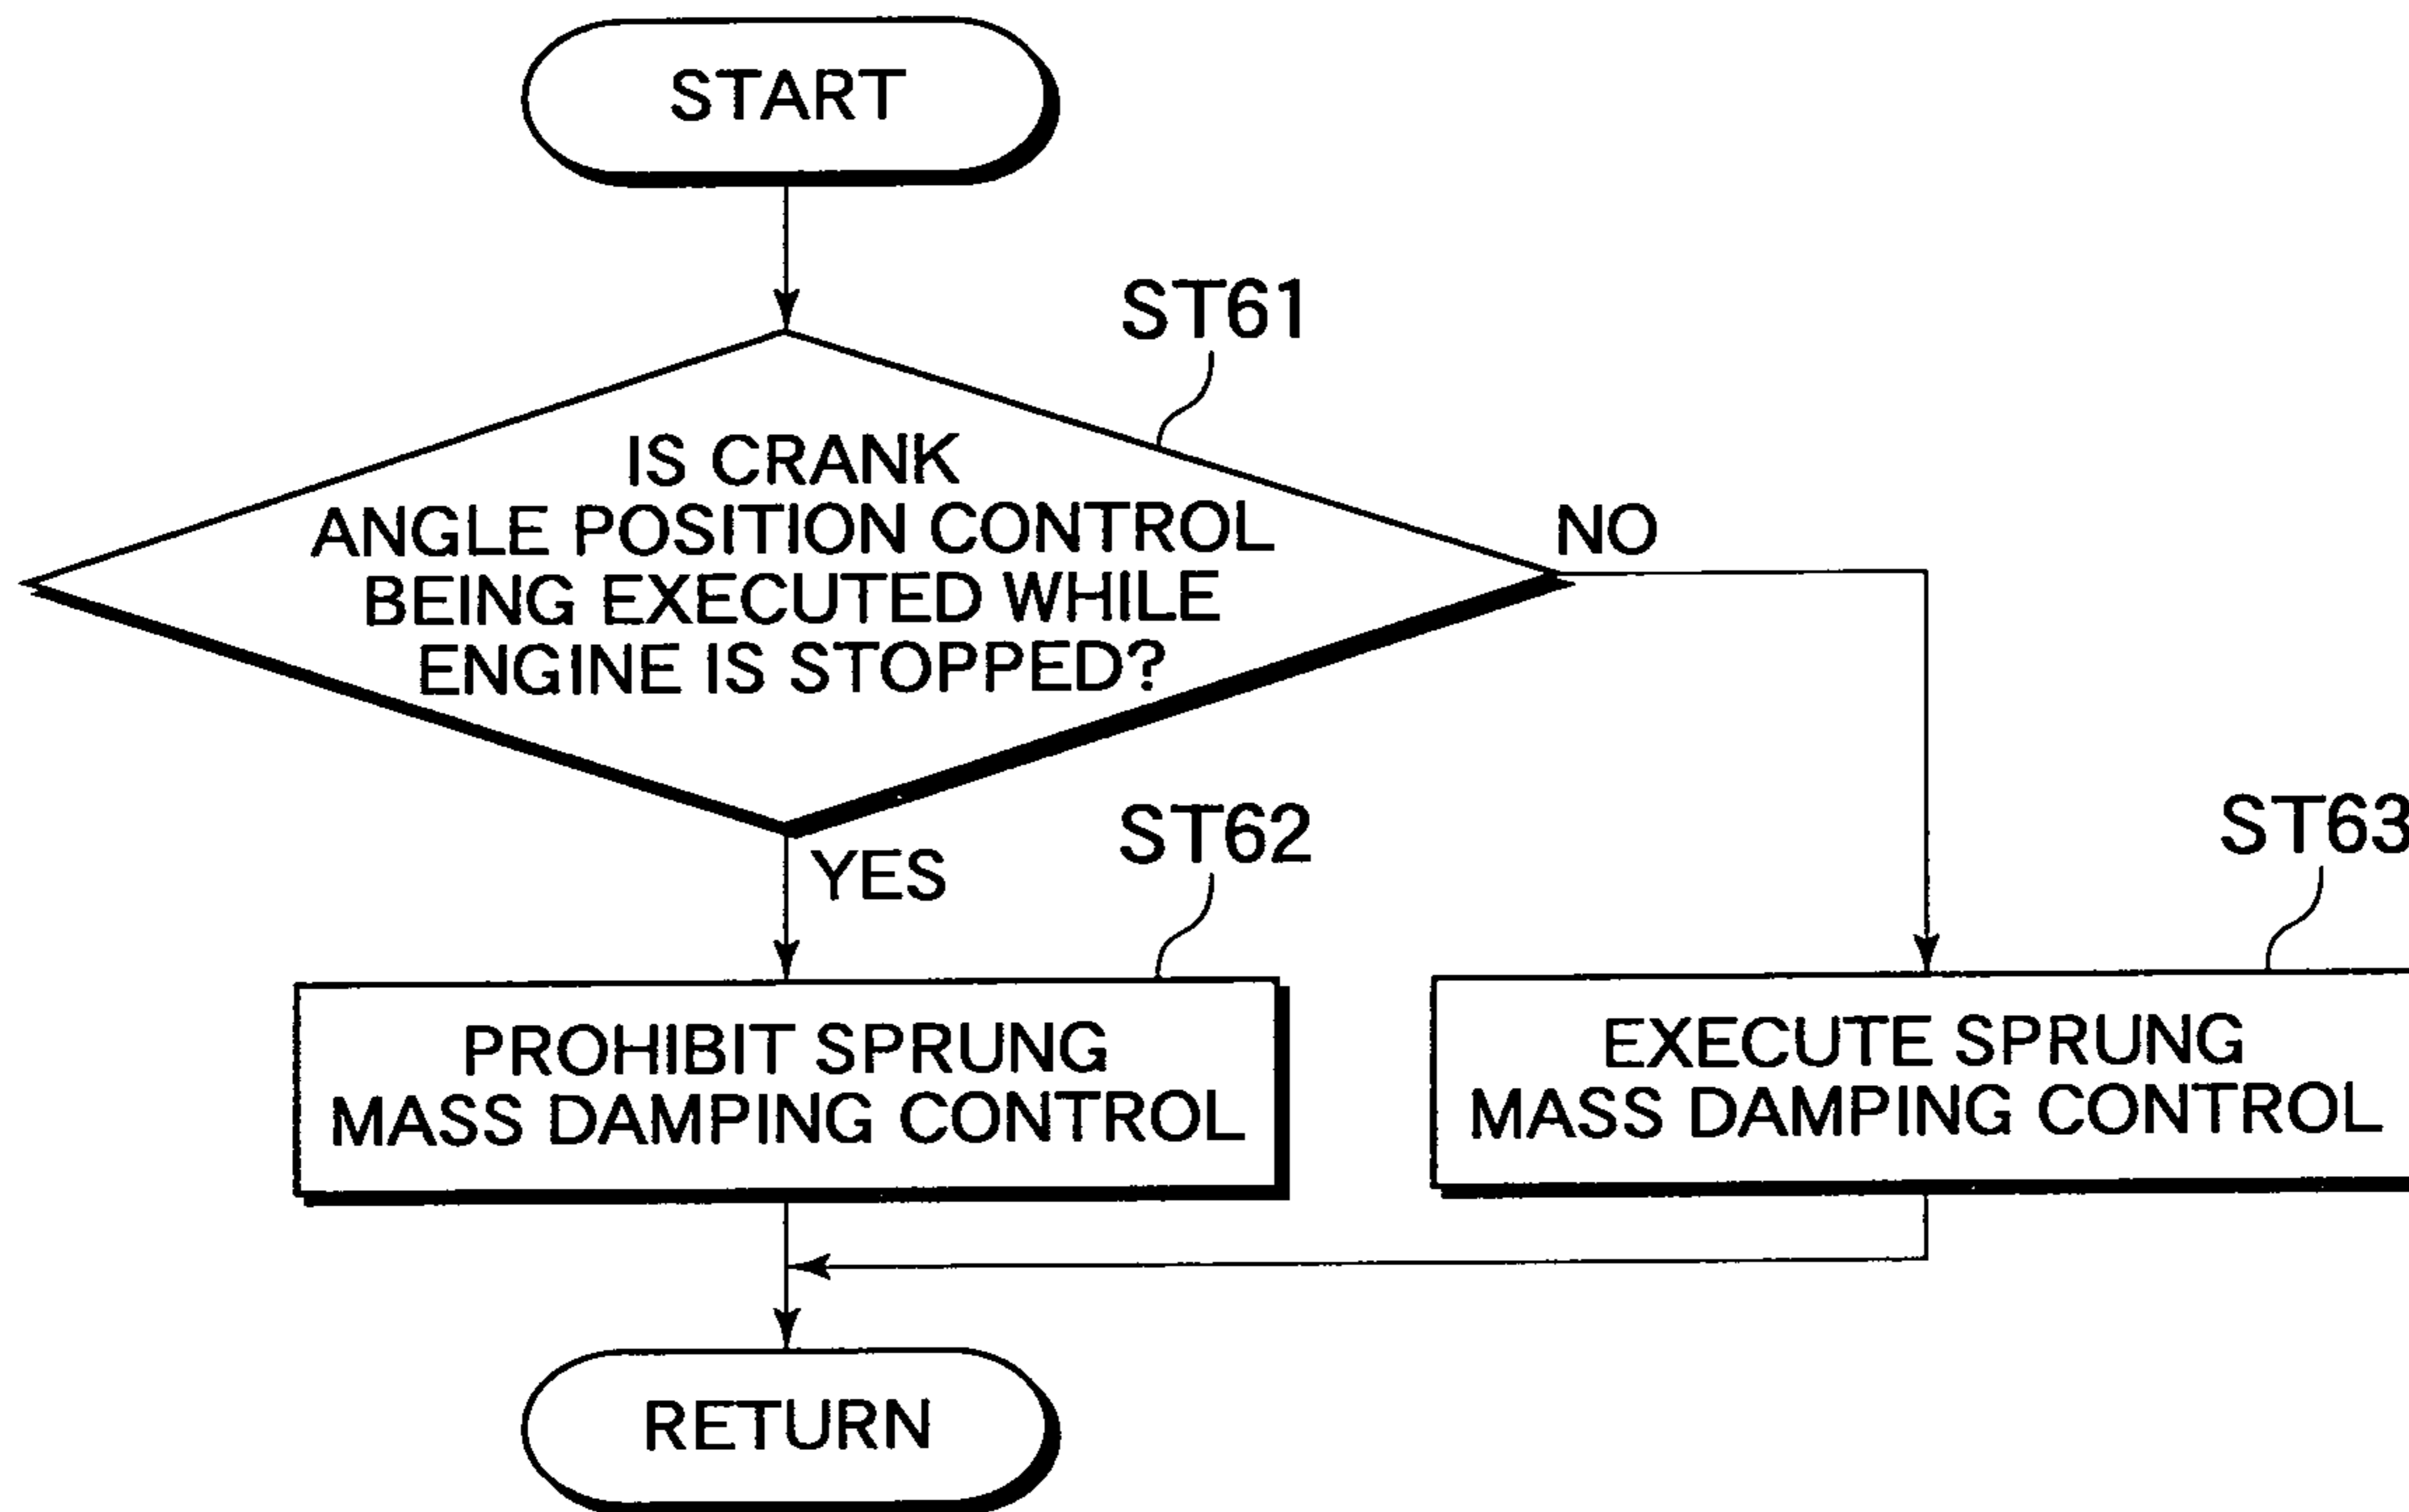 START
ST61
IS CRANK
ANGLE POSITION CONTROL
BEING EXECUTED WHILE
ENGINE IS STOPPED?
NO
YES
ST62
ST63
PROHIBIT SPRUNG
MASS DAMPING CONTROL
EXECUTE SPRUNG
MASS DAMPING CONTROL
RETURN